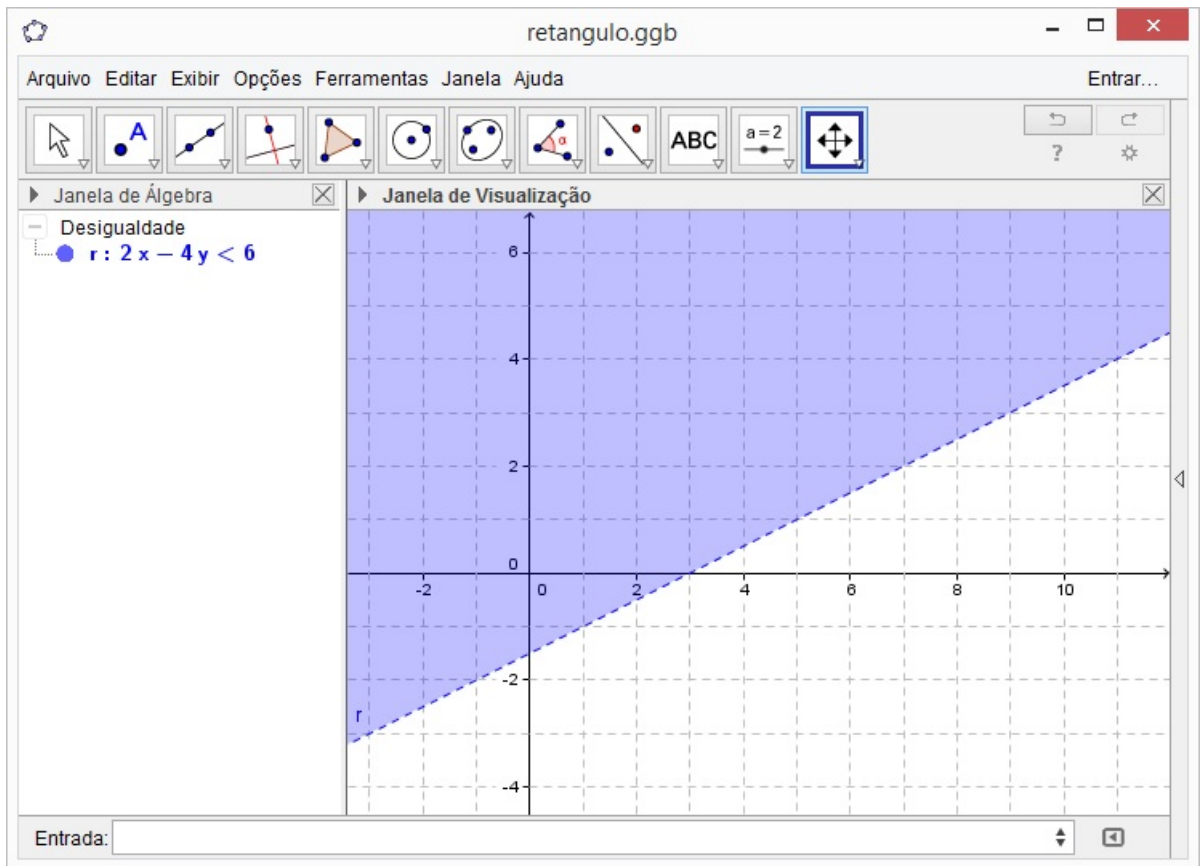 retangulo.ggb
Arquivo Editar Exibir Opções Ferramentas Janela Ajuda Entrar...
A α ABC a = 2 ?
Janela de Álgebra
Janela de Visualização
Desigualdade
r : 2 x − 4 y < 6
6
4
2
0
-2 0 2 4 6 8 10
-2
r
-4
Entrada: